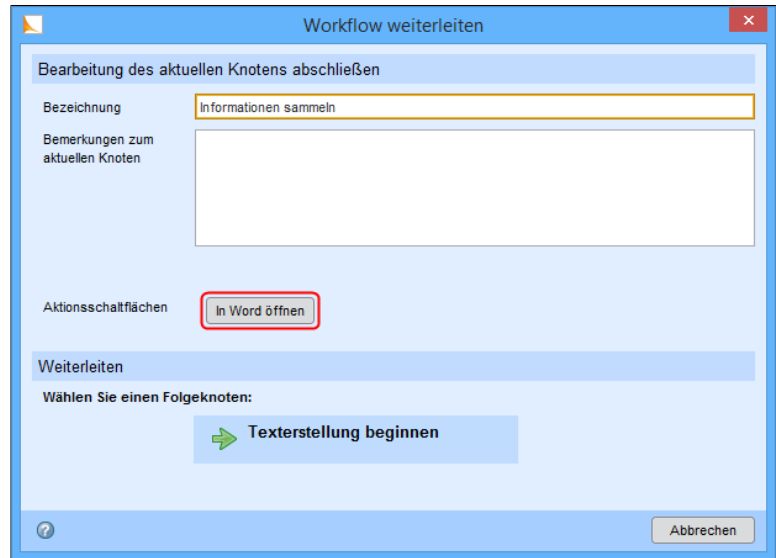 Workflow weiterleiten
Bearbeitung des aktuellen Knotens abschließen
Bezeichnung
Informationen sammeln
Bemerkungen zum
aktuellen Knoten
Aktionsschaltflächen
In Word öffnen
Weiterleiten
Wählen Sie einen Folgeknoten:
Texterstellung beginnen
Abbrechen